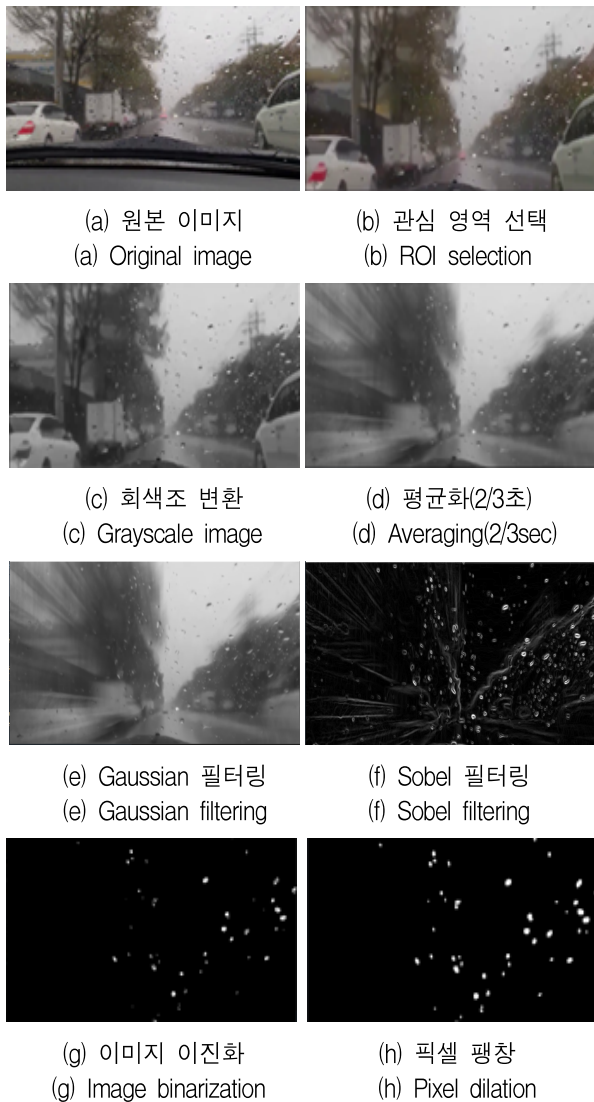 (a) 원본 이미지
(a) Original image
(b) 관심 영역 선택
(b) ROI selection
(c) 회색조 변환
(c) Grayscale image
(d) 평균화(2/3초)
(d) Averaging(2/3sec)
(e) Gaussian 필터링
(e) Gaussian filtering
(f) Sobel 필터링
(f) Sobel filtering
(g) 이미지 이진화
(g) Image binarization
(h) 픽셀 팽창
(h) Pixel dilation